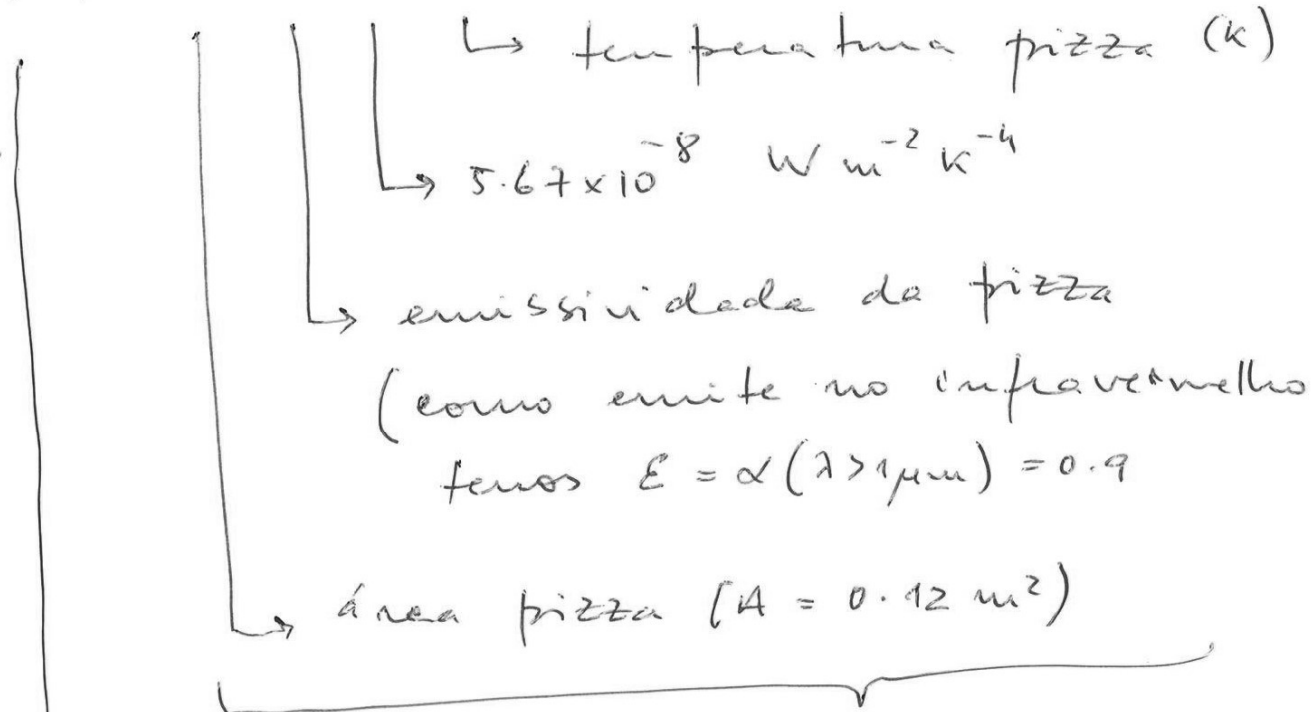 ↳ temperatura pizza (K)
↳ 5.67×10⁻⁸ W m⁻² K⁻⁴
↳ emissividade da pizza
(como emite no infravermelho
temos ε = α(λ>1μm) = 0.9
↳ área pizza (A = 0.12 m²)